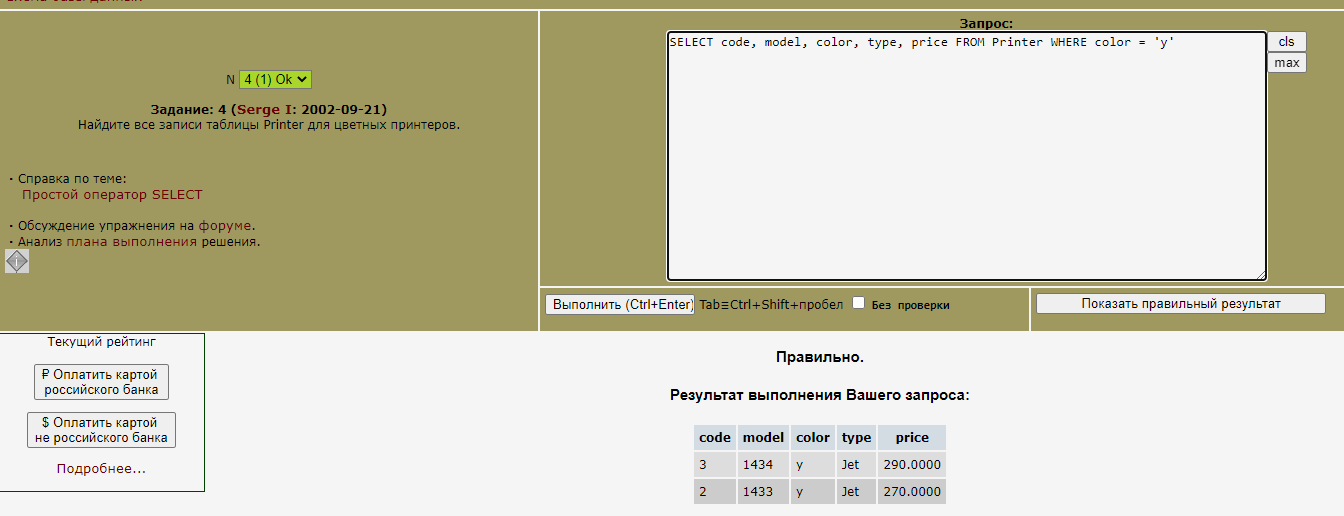 Запрос:
SELECT code, model, color, type, price FROM Printer WHERE color = 'y'
cls
max
N 4 (1) Ok
Задание: 4 (Serge I: 2002-09-21)
Найдите все записи таблицы Printer для цветных принтеров.
· Справка по теме:
Простой оператор SELECT
· Обсуждение упражнения на форуме.
· Анализ плана выполнения решения.
Выполнить (Ctrl+Enter) Tab≡Ctrl+Shift+пробел Без проверки
Показать правильный результат
Текущий рейтинг
₽ Оплатить картой
российского банка
$ Оплатить картой
не российского банка
Подробнее...
Правильно.
Результат выполнения Вашего запроса:
code model color type price
3 1434 y Jet 290.0000
2 1433 y Jet 270.0000